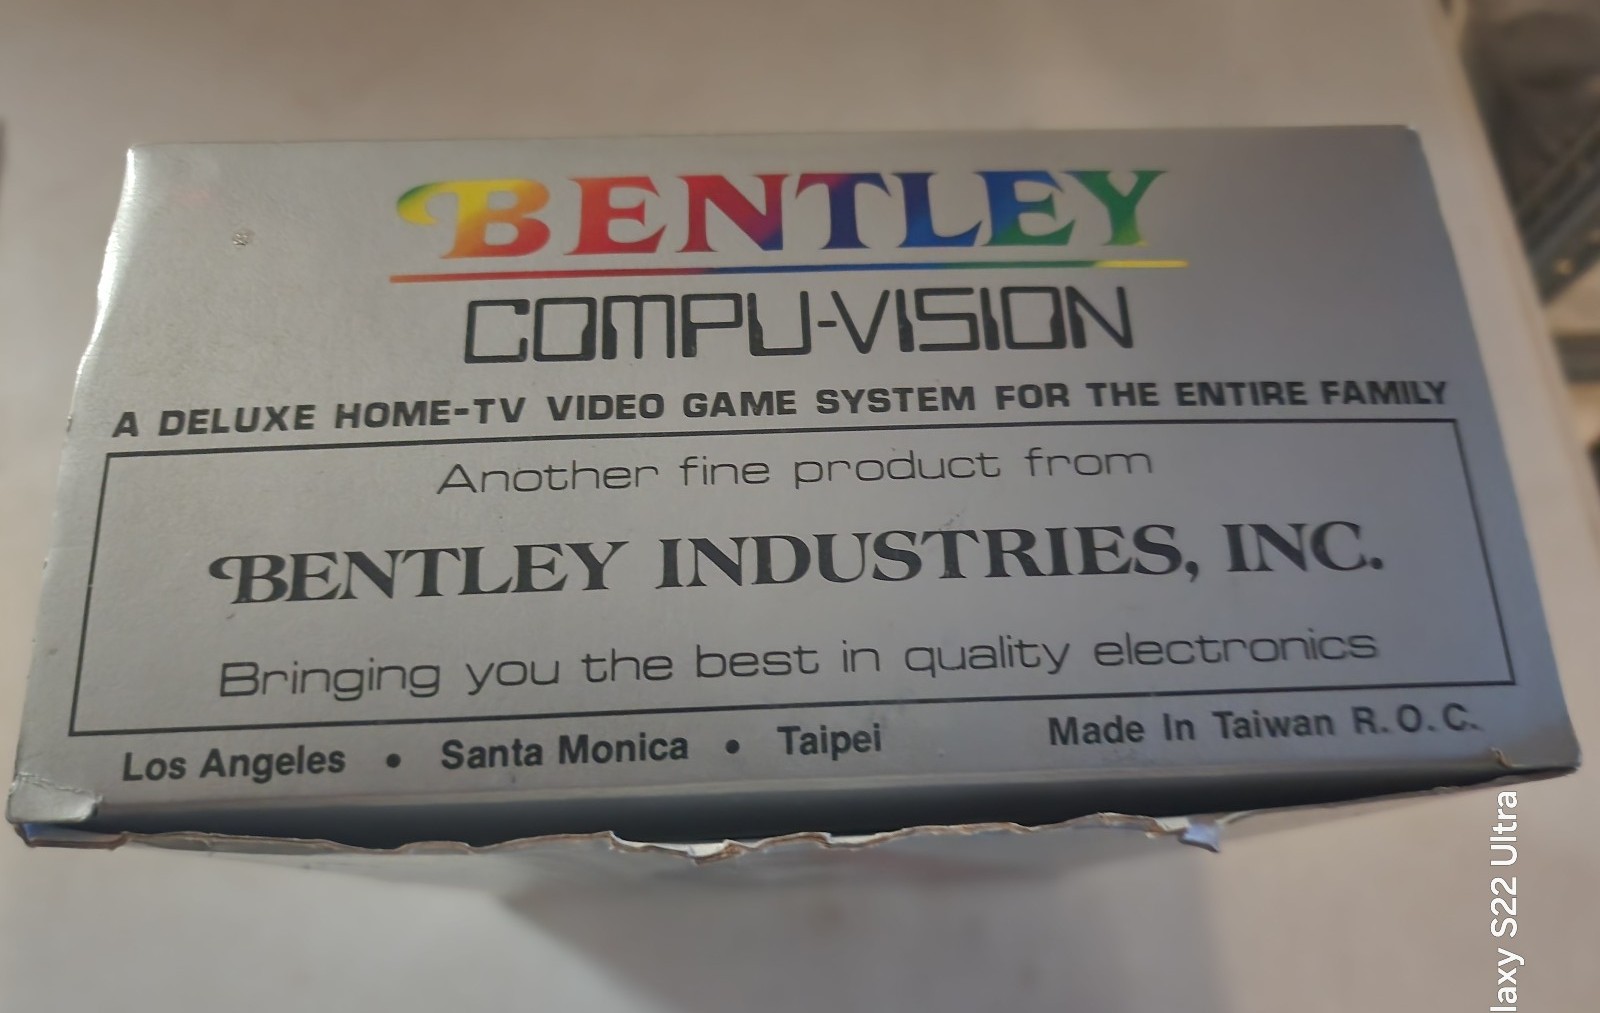 BENTLEY
COMPU-VISION
A DELUXE HOME-TV VIDEO GAME SYSTEM FOR THE ENTIRE FAMILY
Another fine product from
BENTLEY INDUSTRIES, INC.
Bringing you the best in quality electronics
Los Angeles • Santa Monica • Taipei Made In Taiwan R.O.C.
laxy S22 Ultra